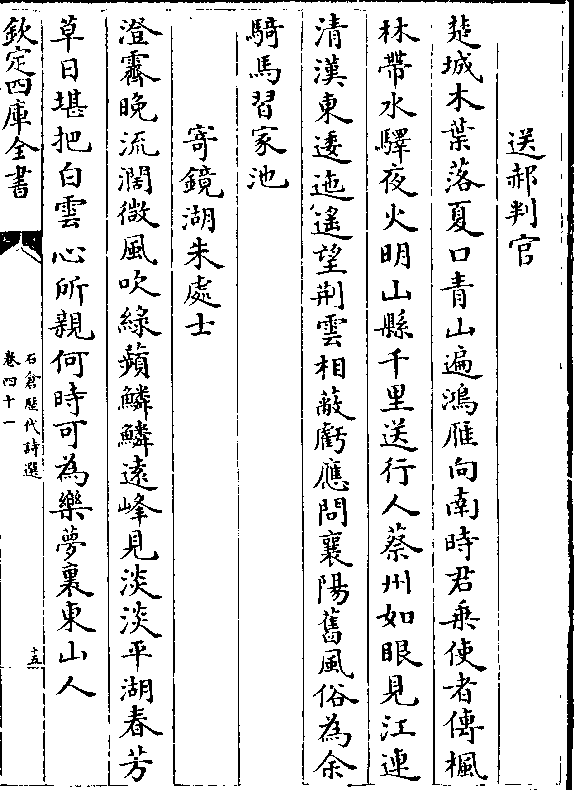 送郝判官
楚城木葉落夏口青山遍鴻雁向南時君乗使者傳楓
林帶水驛夜火明山縣千里送行人蔡州如眼見江連
清漢東逶迤遙望荆雲相蔽虧應問襄陽舊風俗為余
騎馬習家池
寄鏡湖朱處士
澄霽晚流濶微風吹綠蘋鱗鱗遠峰見淡淡平湖春芳
草日堪把白雲心所親何時可為樂夢裏東山人
欽定四庫全書
石倉歴代詩選
卷四十一
十五